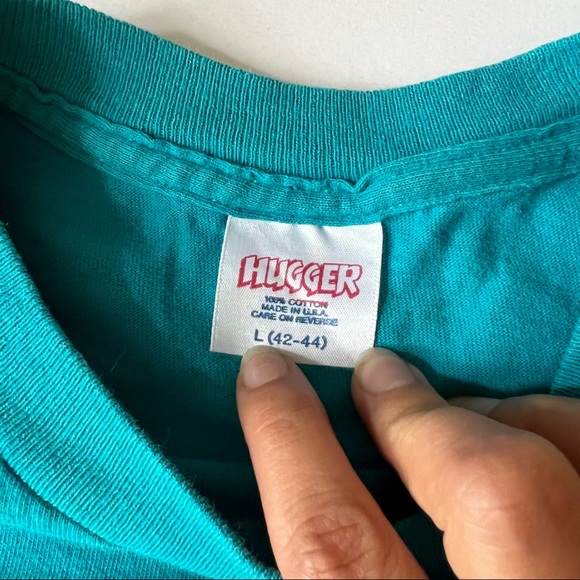 HUGGER
100% COTTON
MADE IN U.S.A.
CARE ON REVERSE
L (42-44)